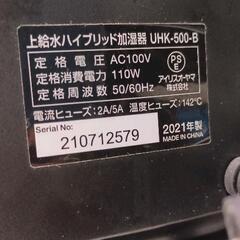 上給水ハイブリッド加湿器 UHK-500-B
定格電圧 AC100V
定格消費電力 110W
定格周波数 50/60Hz
PS
E
アイリスオーヤマ
株式会社
電流ヒューズ:2A/5A 温度ヒューズ:142℃
Serial No:
210712579
2021年製
MADE IN CHINA